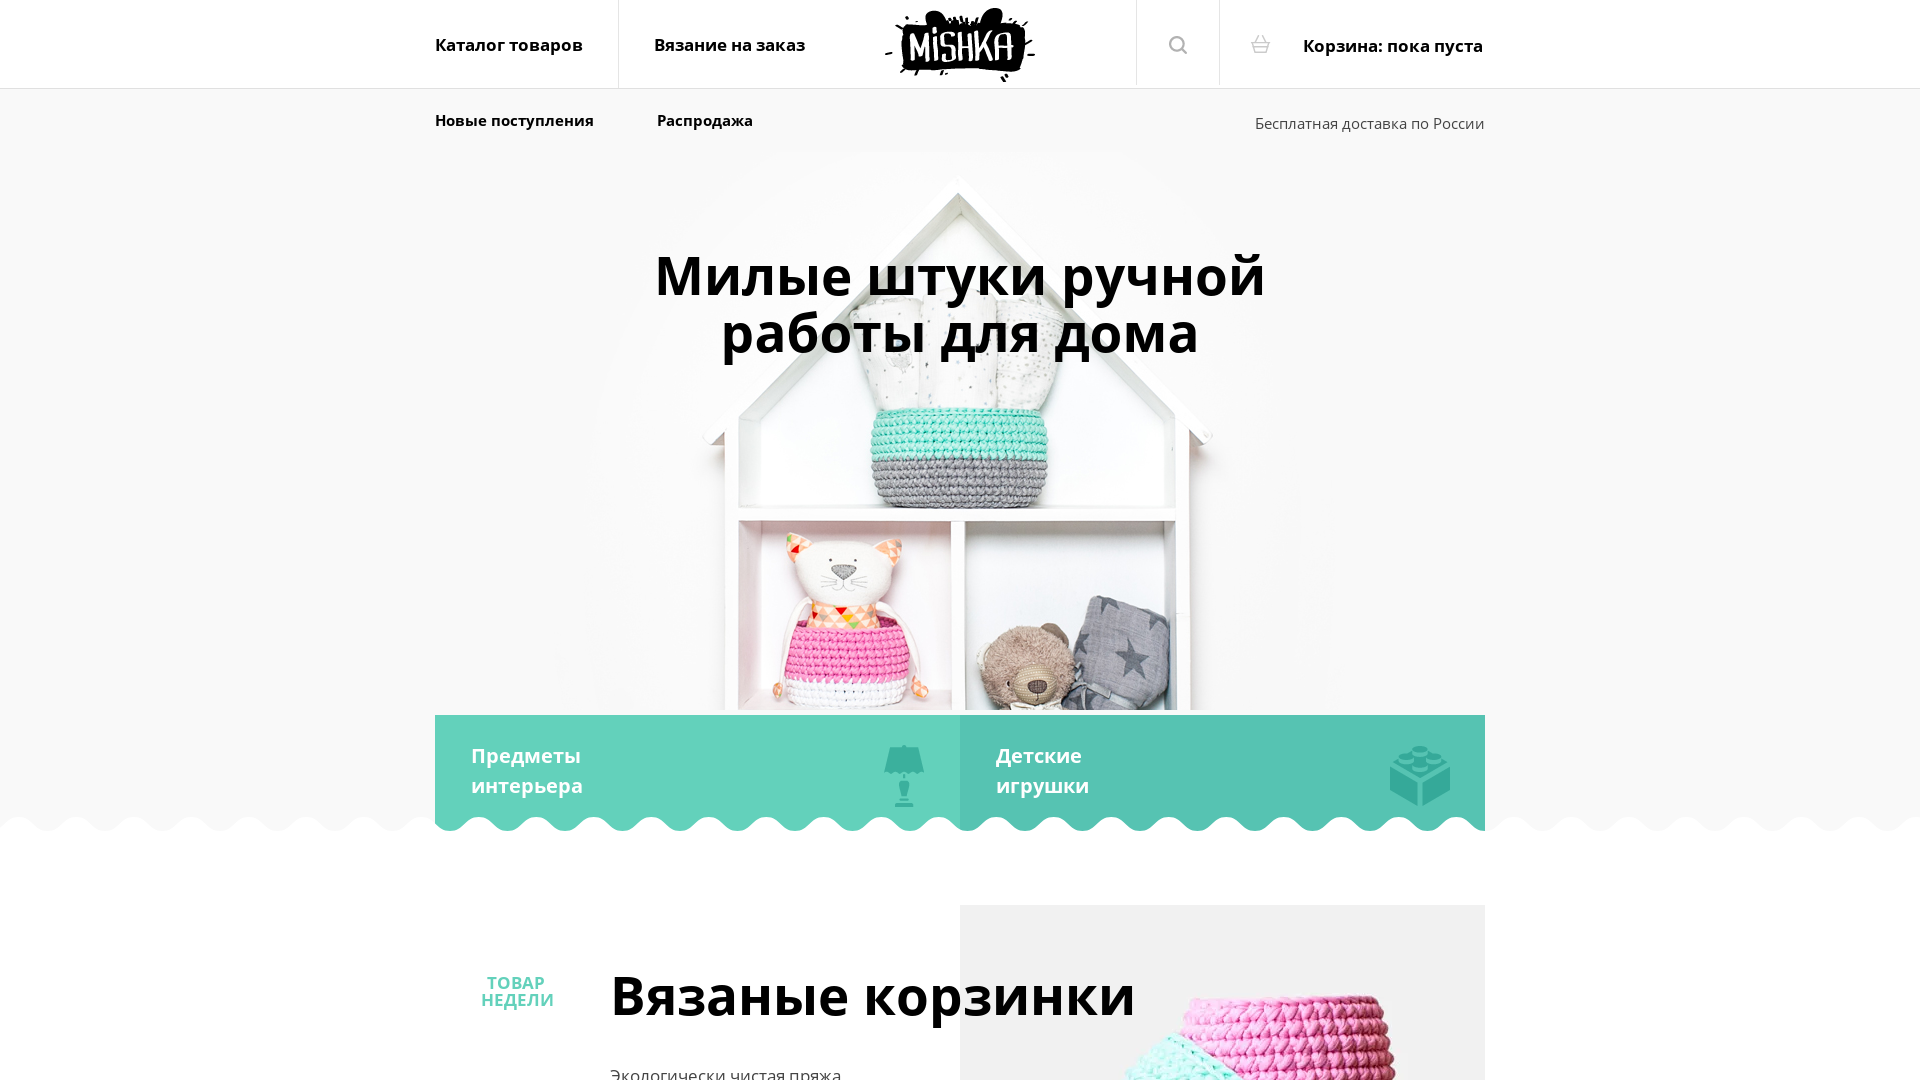 Каталог товаров
Вязание на заказ
MiSHKA
Корзина: пока пуста
Новые поступления
Распродажа
Бесплатная доставка по России
Милые штуки ручной
работы для дома
Предметы
интерьера
Детские
игрушки
ТОВАР
НЕДЕЛИ
Вязаные корзинки
Экологически чистая пряжа